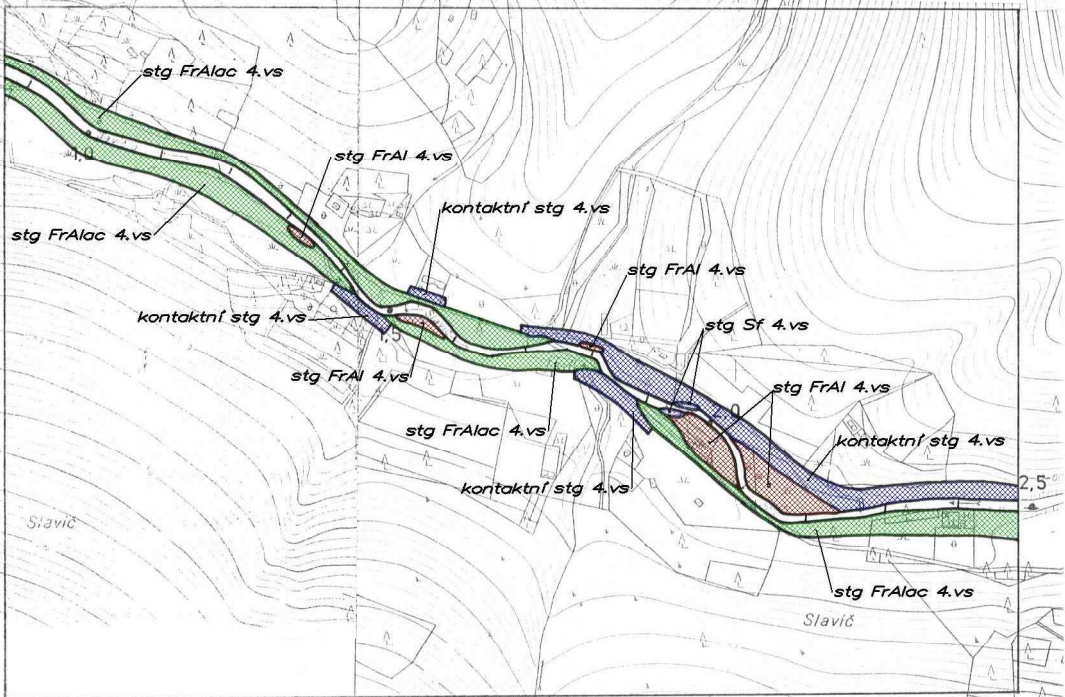 stg FrAlac 4.vs
1,0
stg FrAl 4.vs
kontaktní stg 4.vs
stg FrAlac 4.vs
stg FrAl 4.vs
kontaktní stg 4.vs
stg Sf 4.vs
1,5
stg FrAl 4.vs
stg FrAl 4.vs
stg FrAlac 4.vs
kontaktní stg 4.vs
kontaktní stg 4.vs
2,5
Slavič
stg FrAlac 4.vs
Slavič